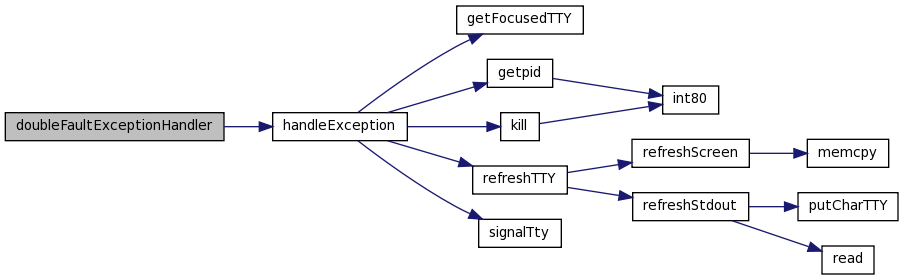 getFocusedTTY
getpid
int80
doubleFaultExceptionHandler
handleException
kill
refreshScreen
memcpy
refreshTTY
refreshStdout
putCharTTY
signalTty
read